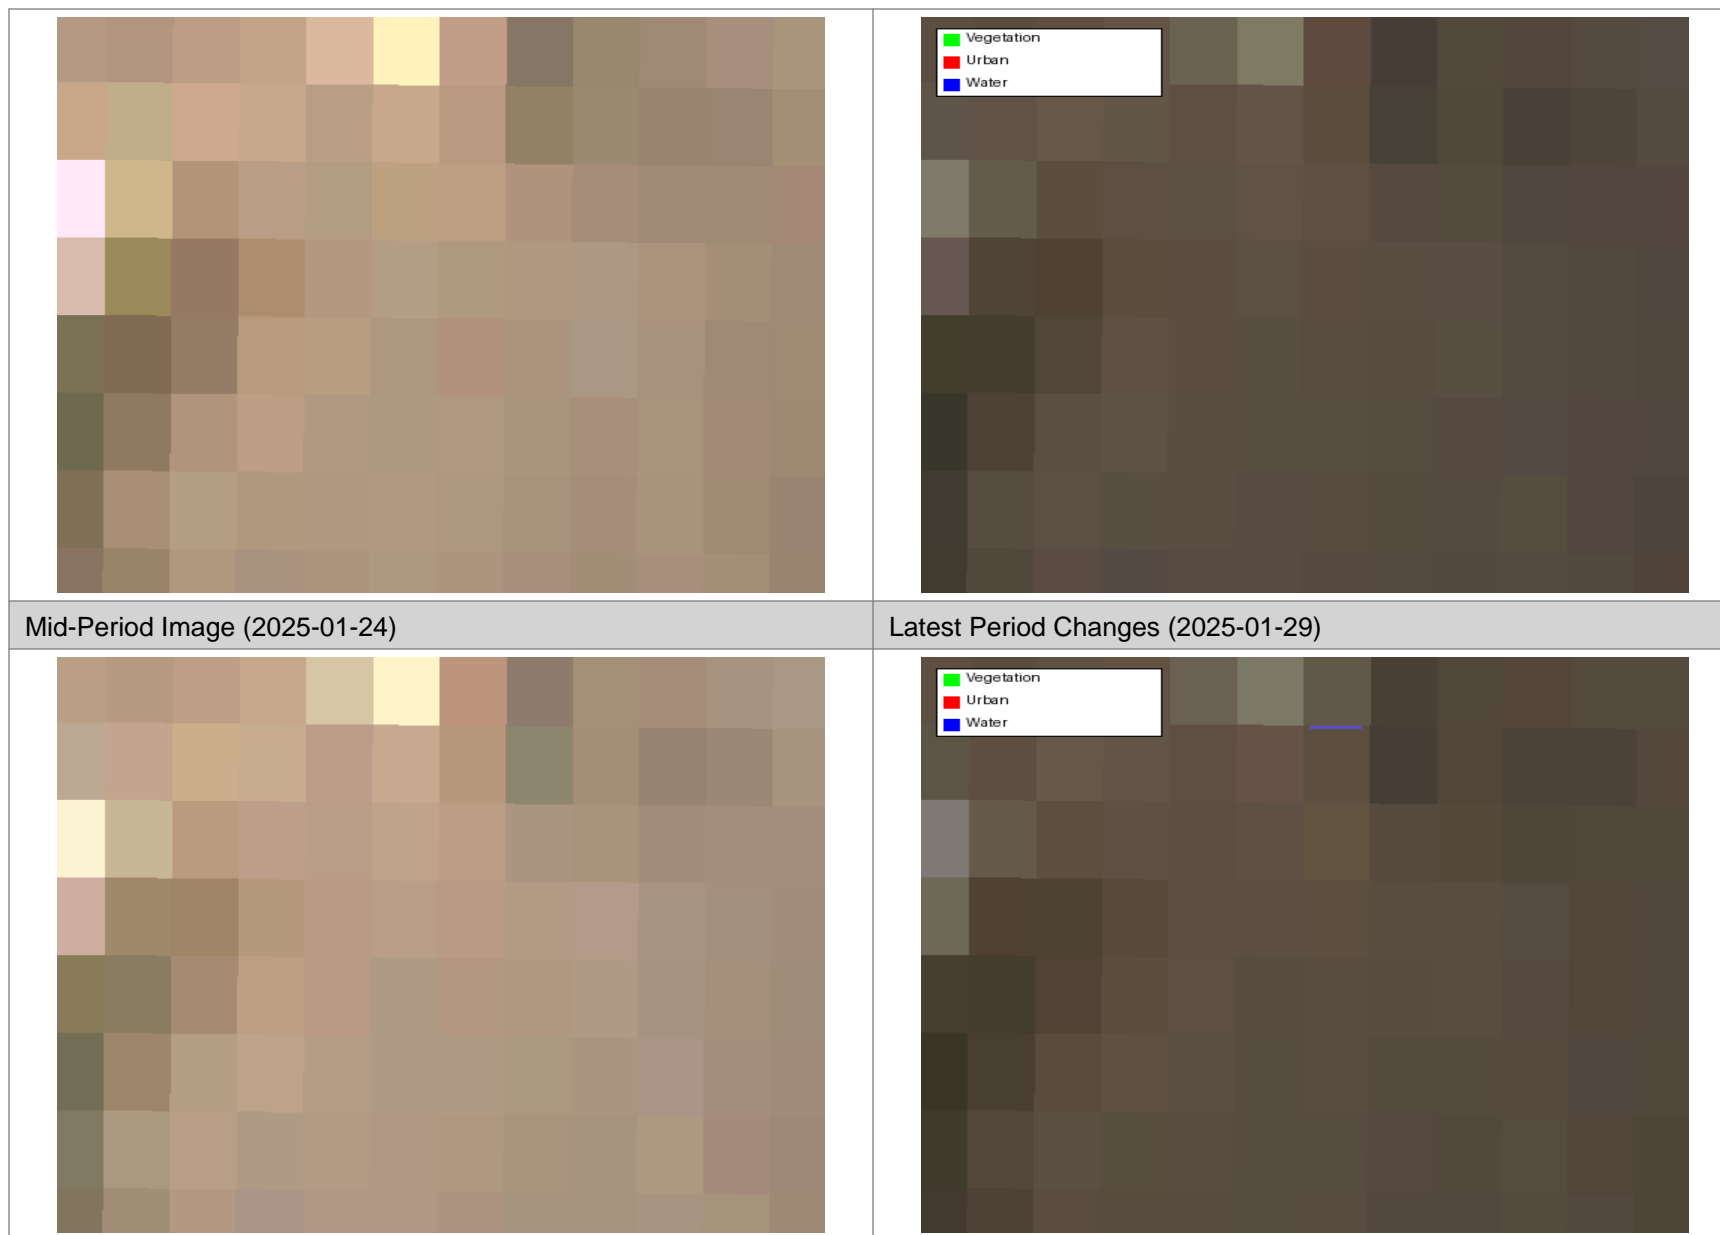 Vegetation
Urban
Water
Mid-Period Image (2025-01-24)
Latest Period Changes (2025-01-29)
Vegetation
Urban
Water